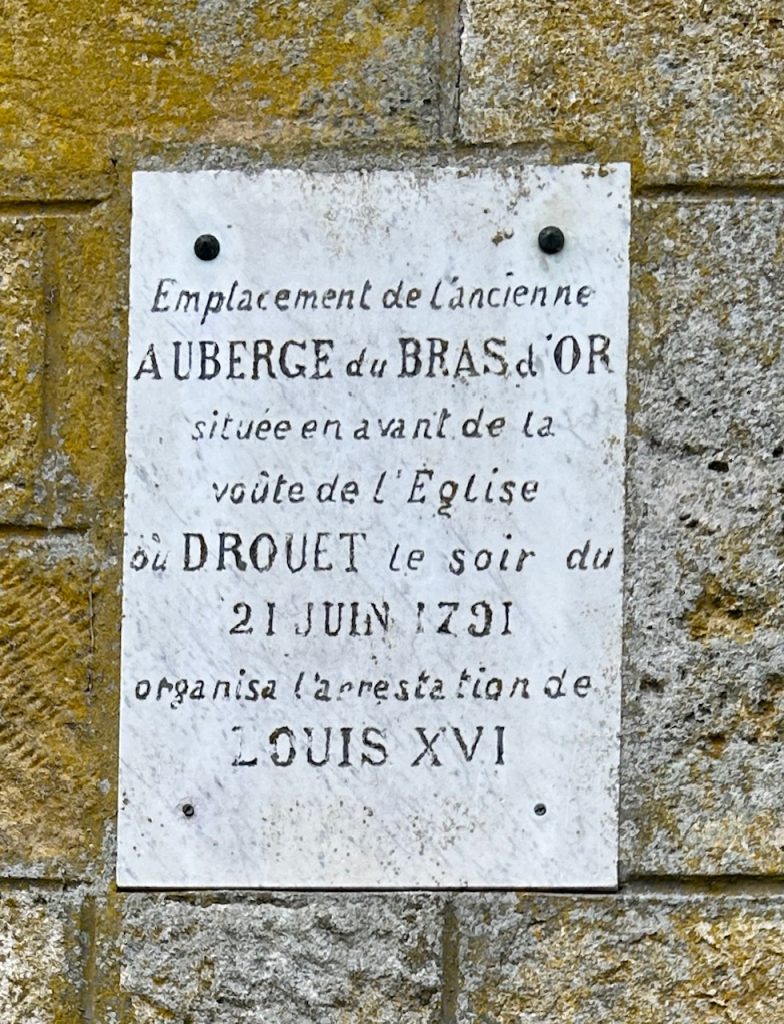 Emplacement de l'ancienne
AUBERGE du BRAS d'OR
située en avant de la
voûte de l'Église
où DROUET le soir du
21 JUIN 1791
organisa l'arrestation de
LOUIS XVI